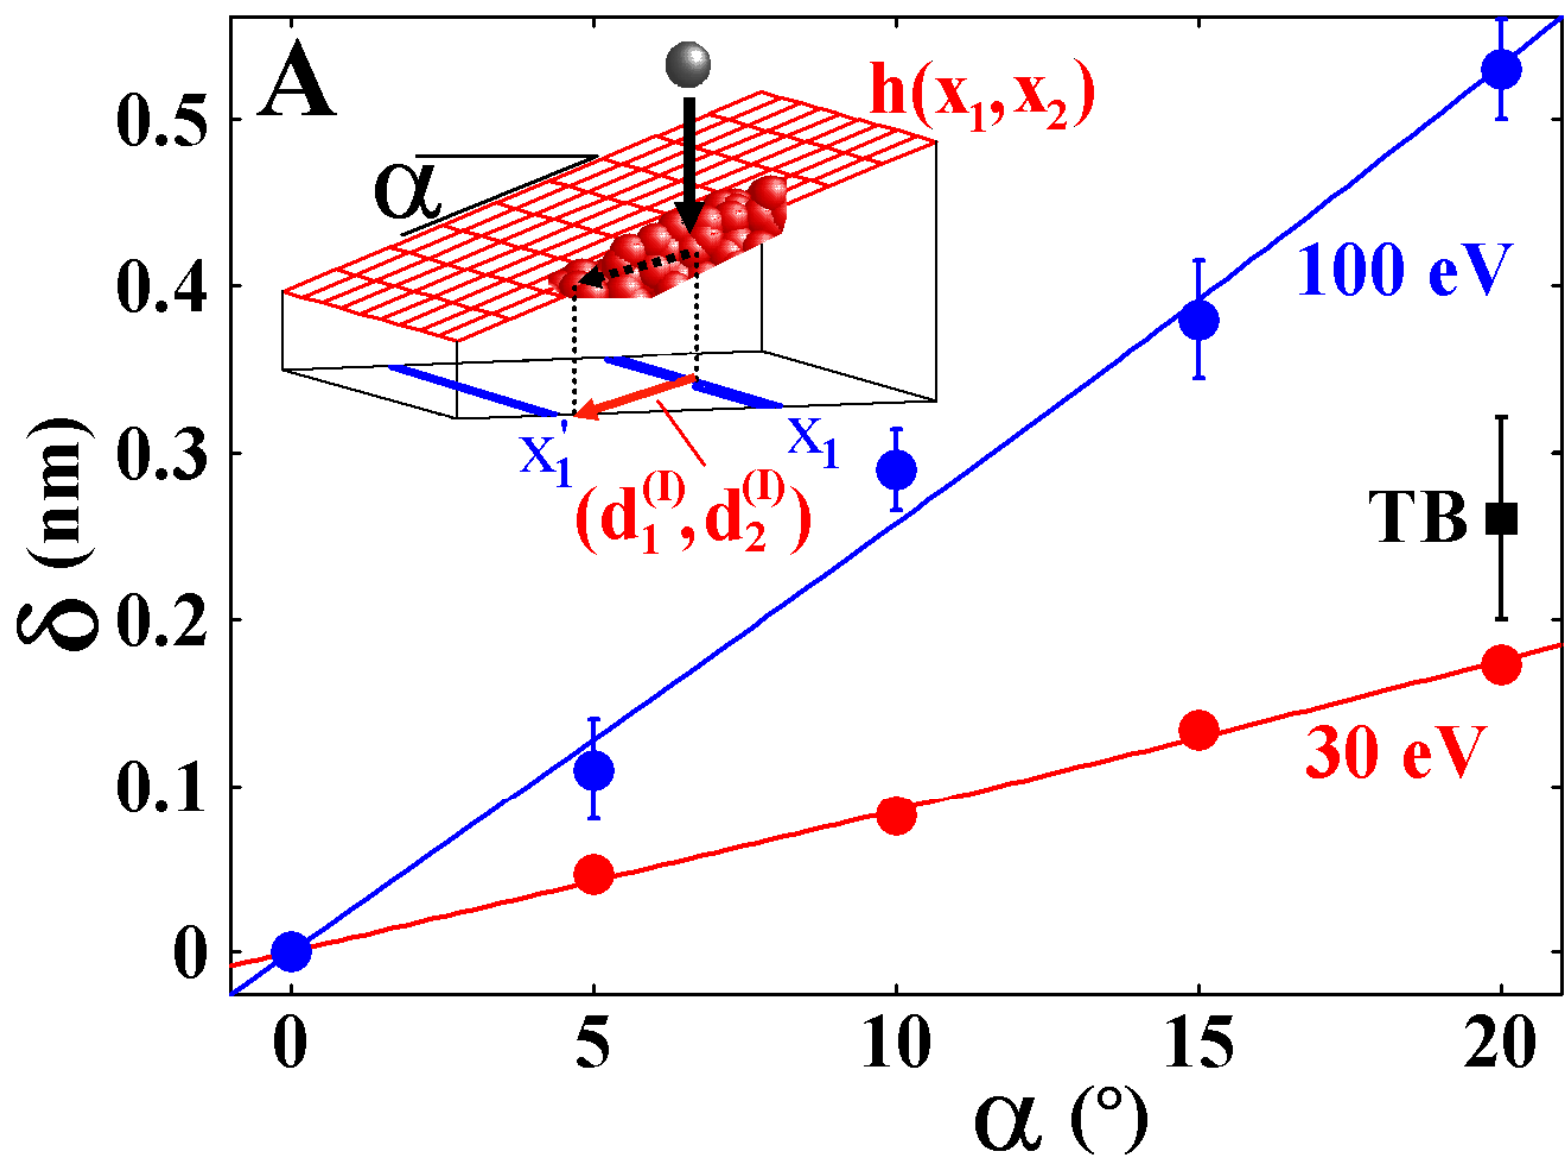 A
h(x₁,x₂)
α
x₁'
x₁
(d₁⁽ᴵ⁾,d₂⁽ᴵ⁾)
100 eV
TB
30 eV
δ (nm)
0.5
0.4
0.3
0.2
0.1
0
0 5 10 15 20
α (°)